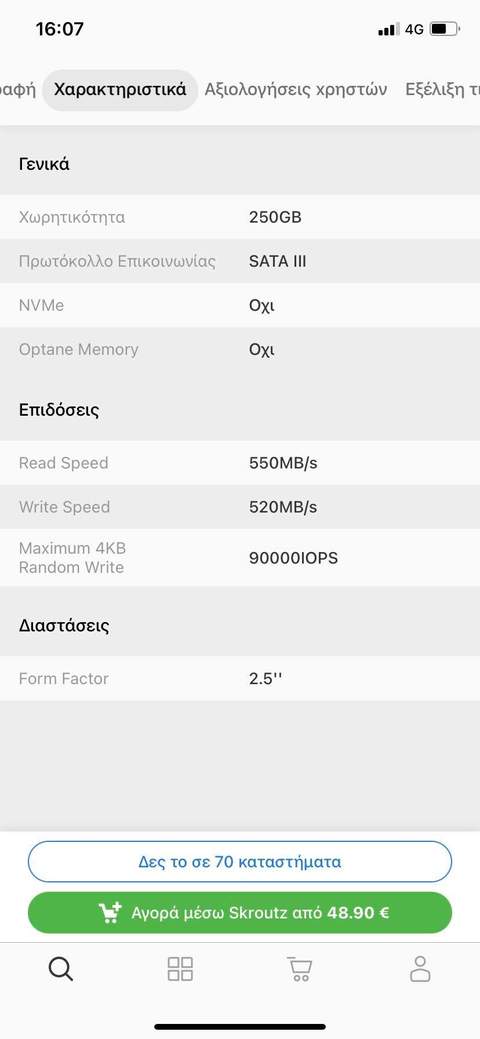 16:07
4G
Χαρακτηριστικά Αξιολογήσεις χρηστών Εξέλιξη
Γενικά
Χωρητικότητα 250GB
Πρωτόκολλο Επικοινωνίας SATA III
NVMe Οχι
Optane Memory Οχι
Επιδόσεις
Read Speed 550MB/s
Write Speed 520MB/s
Maximum 4KB
Random Write
90000IOPS
Διαστάσεις
Form Factor 2.5''
Δες το σε 70 καταστήματα
Αγορά μέσω Skroutz από 48.90 €